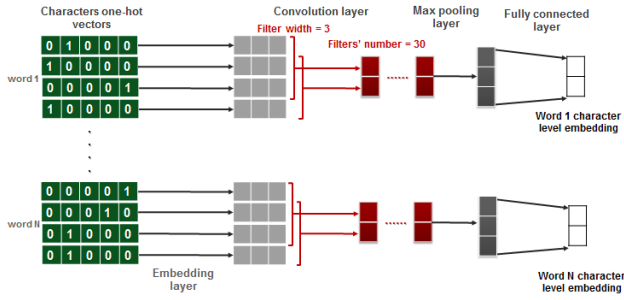 Characters one-hot
vectors
Convolution layer
Filter width = 3
Filters' number = 30
Max pooling
layer
Fully connected
layer
word 1
0 1 0 0 0
1 0 0 0 0
0 0 0 0 1
1 0 0 0 0
Word 1 character
level embedding
word N
0 0 0 0 1
0 0 0 1 0
0 1 0 0 0
0 1 0 0 0
Embedding
layer
Word N character
level embedding